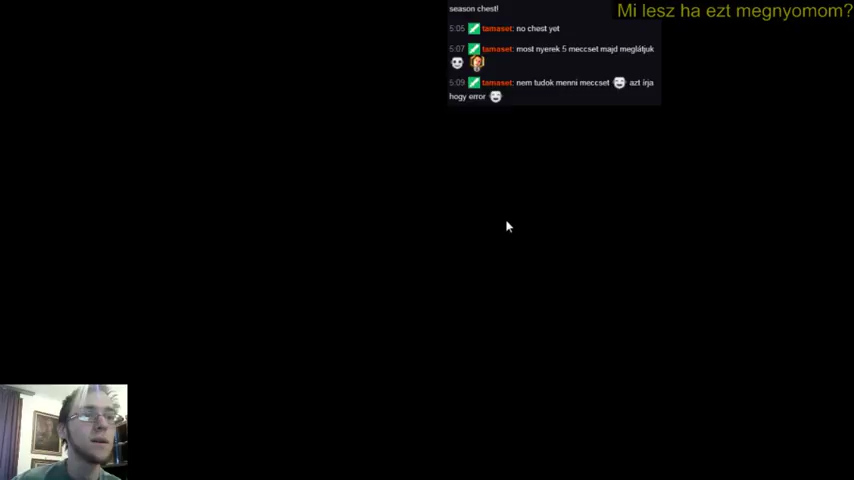 Mi lesz ha ezt megnyomom?
season chest!
5:05 tamaset: no chest yet
5:07 tamaset: most nyerek 5 meccset majd meglátjuk
5:09 tamaset: nem tudok menni meccset azt írja
hogy error